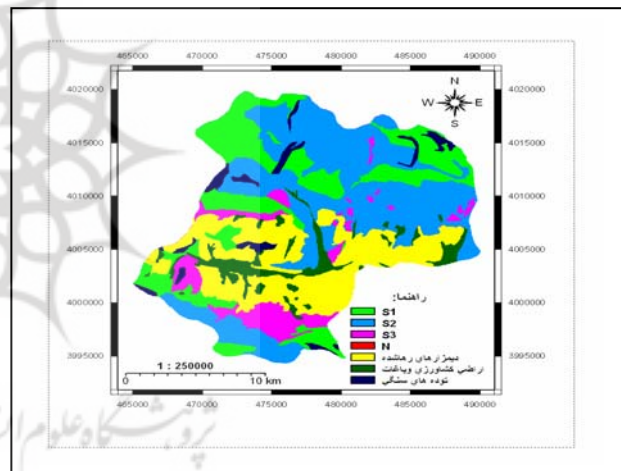 465000 470000 475000 480000 485000 490000
4020000 4020000
N
W E
S
4015000 4015000
4010000 4010000
4005000 4005000
4000000 4000000
راهنما:
S1
S2
S3
N
دیمزارهای رهاشده
اراضی کشاورزی وباغات
توده های سنگی
3995000 3995000
1 : 250000
0 10 km
465000 470000 475000 480000 485000 490000
پژوهشگاه علوم